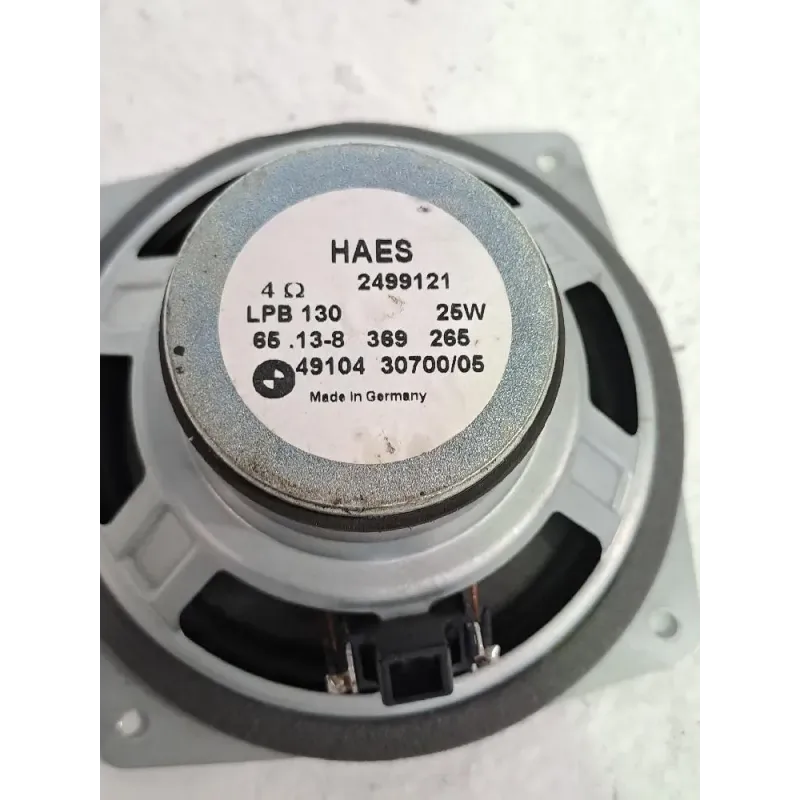 HAES
2499121
4 Ω
LPB 130 25W
65 .13-8 369 265
49104 30700/05
Made in Germany